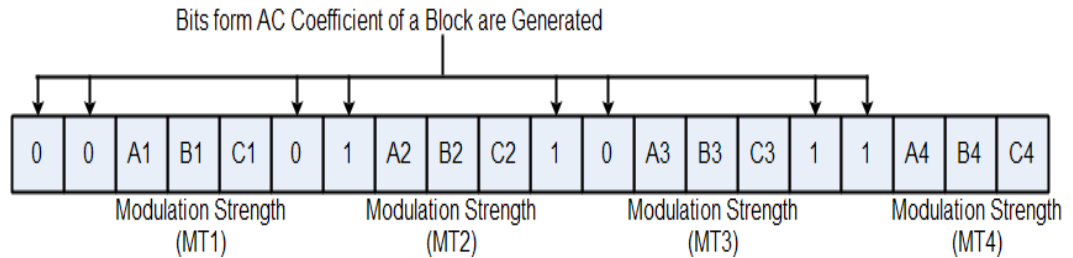 Bits form AC Coefficient of a Block are Generated
0 0 A1 B1 C1 0 1 A2 B2 C2 1 0 A3 B3 C3 1 1 A4 B4 C4
Modulation Strength Modulation Strength Modulation Strength Modulation Strength
(MT1) (MT2) (MT3) (MT4)